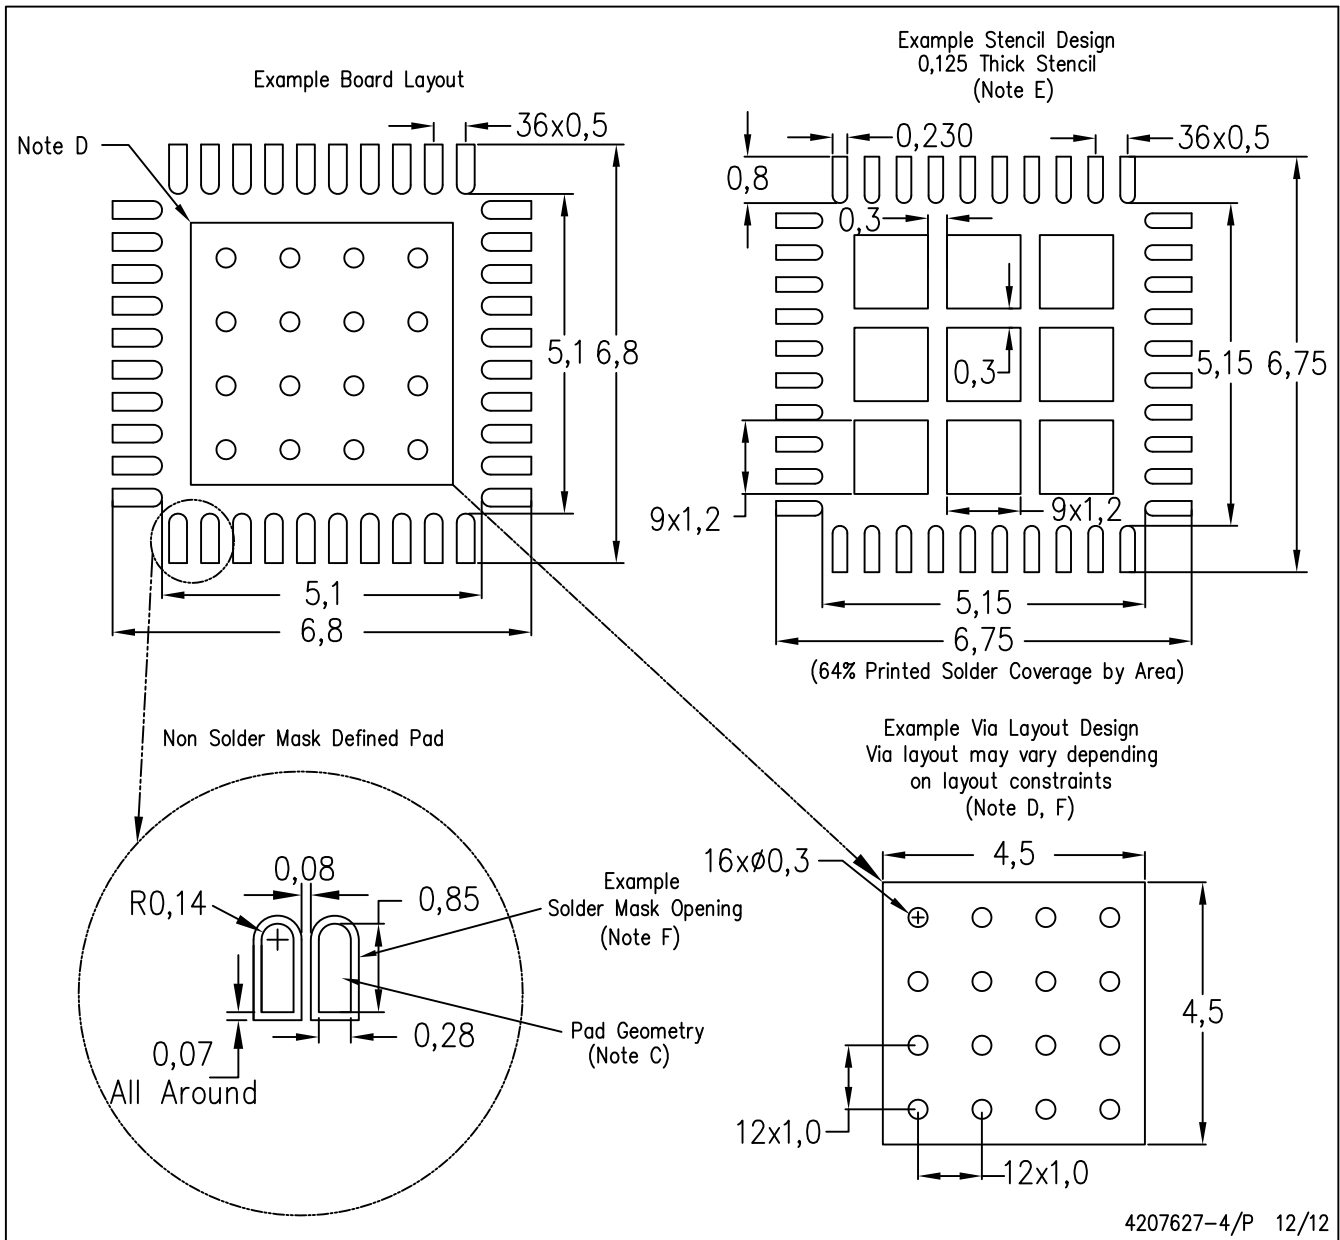 Example Board Layout
Note D
36x0,5
5,1
6,8
5,1
6,8
Example Stencil Design
0,125 Thick Stencil
(Note E)
0,230
36x0,5
0,8
0,3
0,3
5,15
6,75
9x1,2
9x1,2
5,15
6,75
(64% Printed Solder Coverage by Area)
Non Solder Mask Defined Pad
0,08
R0,14
0,85
Example
Solder Mask Opening
(Note F)
0,07
All Around
0,28
Pad Geometry
(Note C)
Example Via Layout Design
Via layout may vary depending
on layout constraints
(Note D, F)
16xø0,3
4,5
4,5
12x1,0
12x1,0
4207627-4/P 12/12